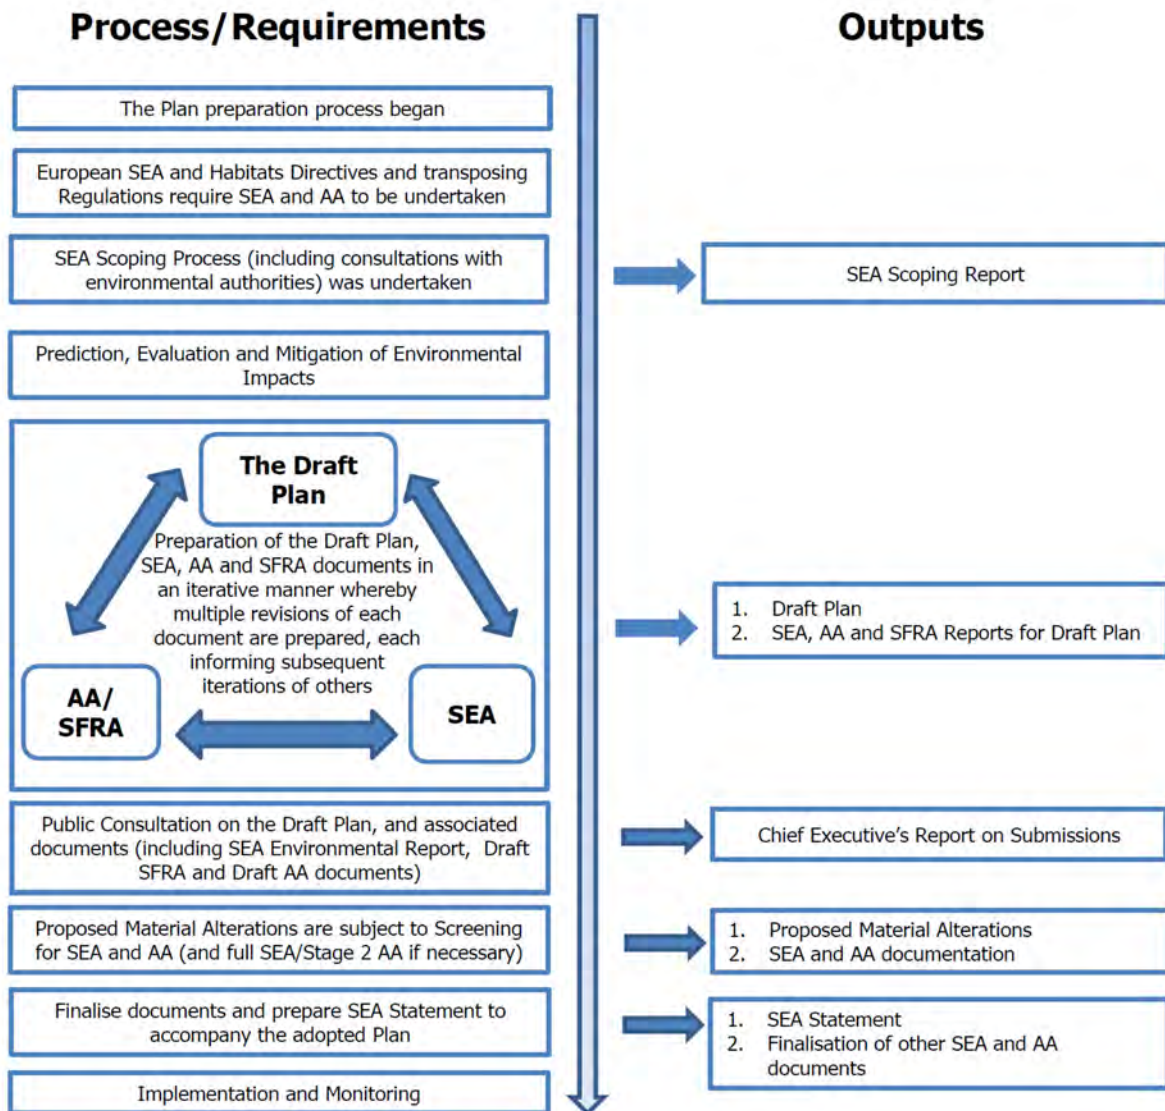 Process/Requirements
Outputs
The Plan preparation process began
European SEA and Habitats Directives and transposing
Regulations require SEA and AA to be undertaken
SEA Scoping Process (including consultations with
environmental authorities) was undertaken
SEA Scoping Report
Prediction, Evaluation and Mitigation of Environmental
Impacts
The Draft
Plan
Preparation of the Draft Plan,
SEA, AA and SFRA documents in
an iterative manner whereby
multiple revisions of each
document are prepared, each
informing subsequent
iterations of others
AA/
SFRA
SEA
1. Draft Plan
2. SEA, AA and SFRA Reports for Draft Plan
Public Consultation on the Draft Plan, and associated
documents (including SEA Environmental Report, Draft
SFRA and Draft AA documents)
Chief Executive's Report on Submissions
Proposed Material Alterations are subject to Screening
for SEA and AA (and full SEA/Stage 2 AA if necessary)
1. Proposed Material Alterations
2. SEA and AA documentation
Finalise documents and prepare SEA Statement to
accompany the adopted Plan
1. SEA Statement
2. Finalisation of other SEA and AA
documents
Implementation and Monitoring